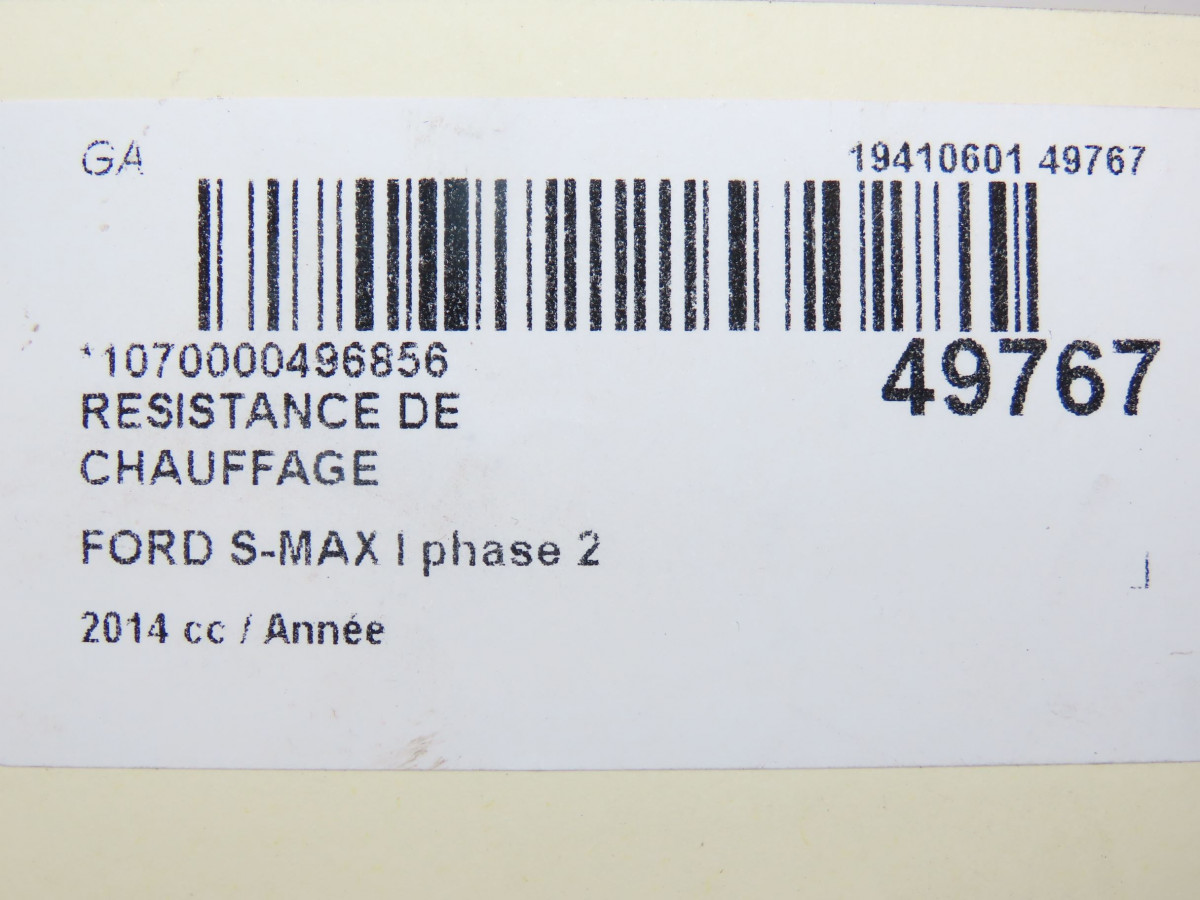 GA
19410601 49767
*1070000496856
49767
RESISTANCE DE
CHAUFFAGE
FORD S-MAX I phase 2
2014 cc / Année